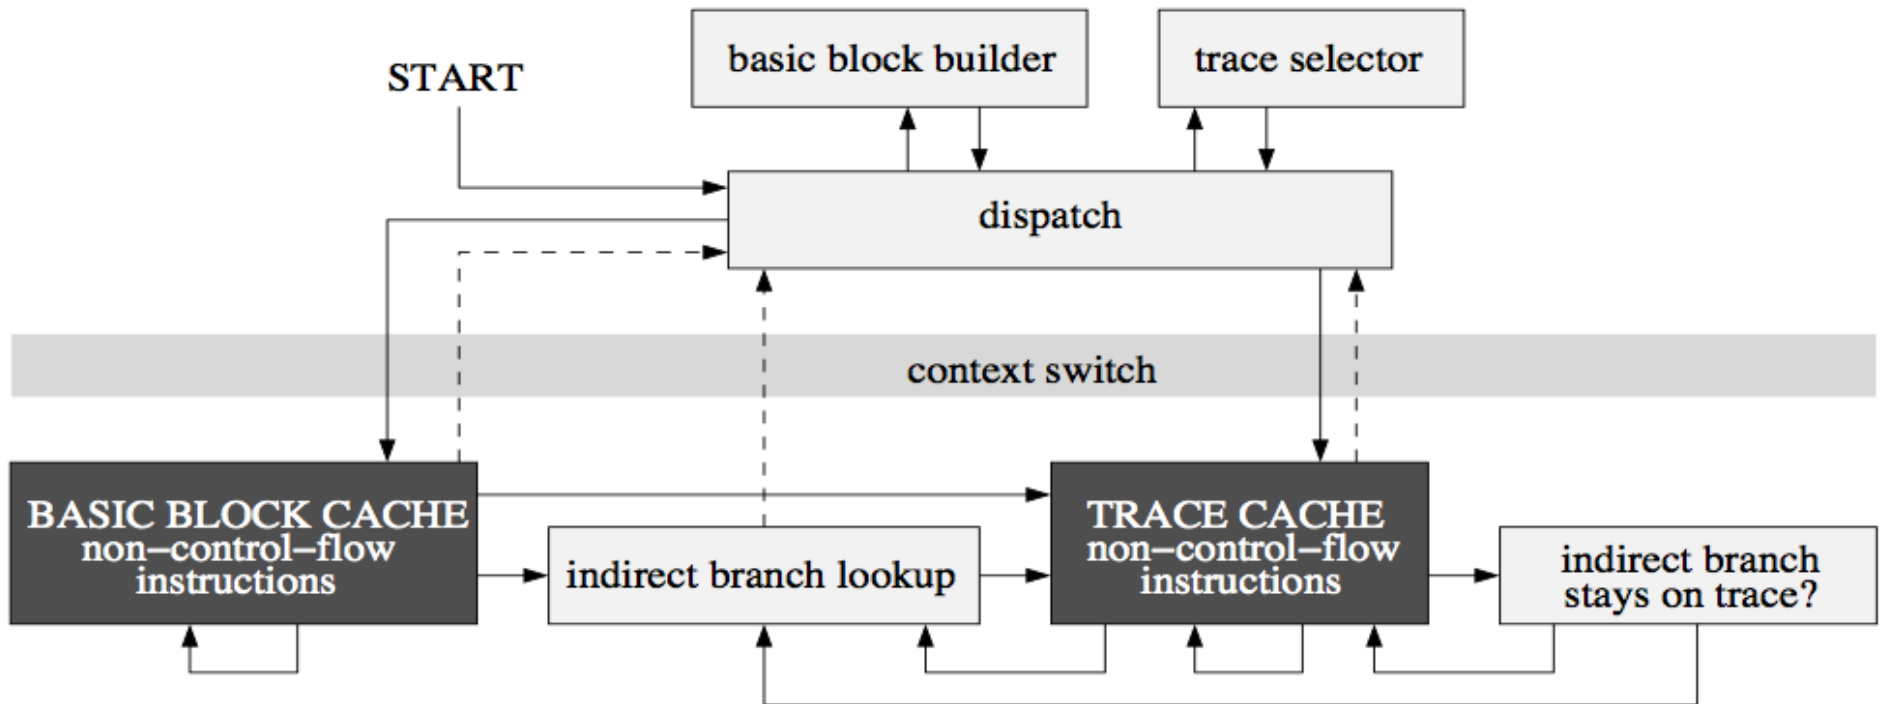 basic block builder
trace selector
START
dispatch
context switch
BASIC BLOCK CACHE
non−control−flow
instructions
indirect branch lookup
TRACE CACHE
non−control−flow
instructions
indirect branch
stays on trace?